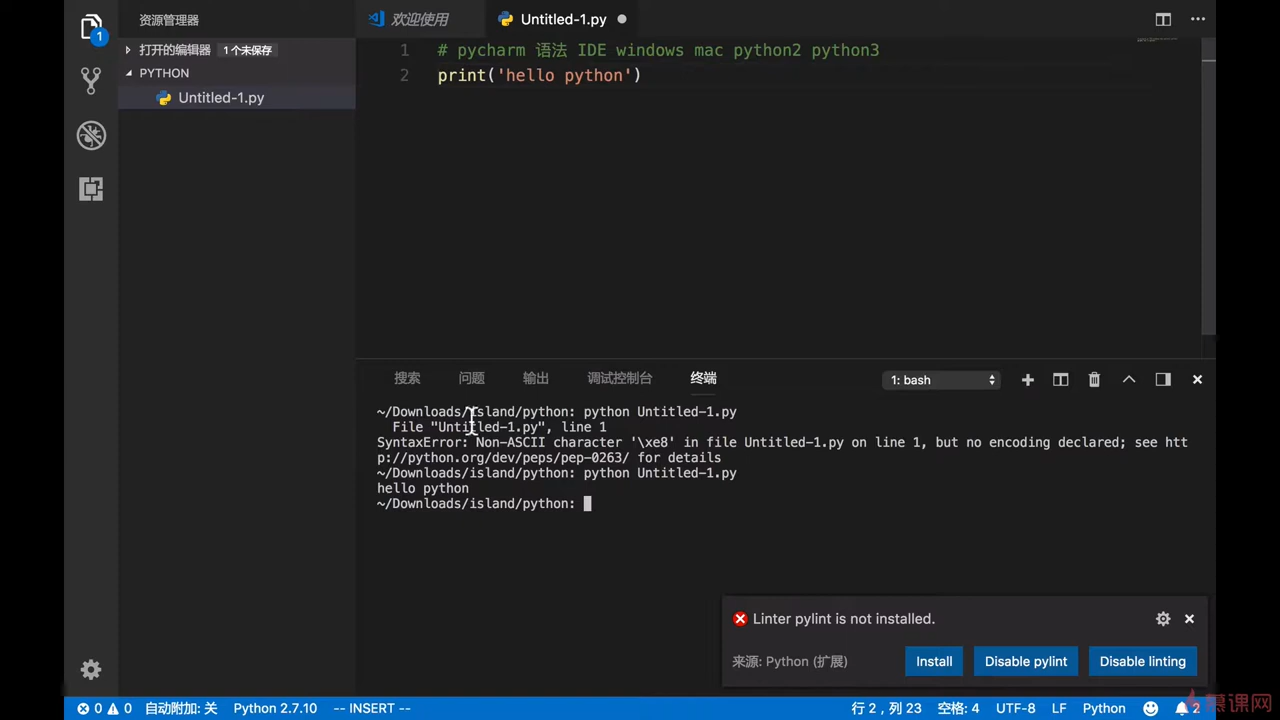 资源管理器
欢迎使用
Untitled-1.py
1
打开的编辑器 1 个未保存
PYTHON
Untitled-1.py
1 # pycharm 语法 IDE windows mac python2 python3
2 print('hello python')
搜索 问题 输出 调试控制台 终端 1: bash
~/Downloads/island/python: python Untitled-1.py
File "Untitled-1.py", line 1
SyntaxError: Non-ASCII character '\xe8' in file Untitled-1.py on line 1, but no encoding declared; see htt
p://python.org/dev/peps/pep-0263/ for details
~/Downloads/island/python: python Untitled-1.py
hello python
~/Downloads/island/python:
Linter pylint is not installed.
来源: Python (扩展) Install Disable pylint Disable linting
0 0 自动附加: 关 Python 2.7.10 -- INSERT -- 行 2，列 23 空格: 4 UTF-8 LF Python 2
慕课网